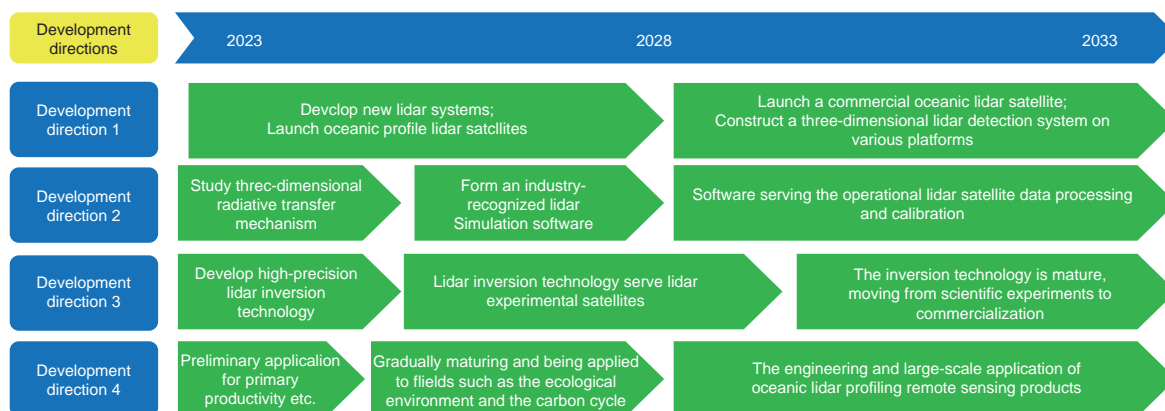 Development
directions
2023
2028
2033
Development
direction 1
Devclop new lidar systems;
Launch oceanic profile lidar satcllites
Launch a commercial oceanic lidar satellite;
Construct a three-dimensional lidar detection system on
various platforms
Development
direction 2
Study threc-dimensional
radiative transfer
mechanism
Form an industry-
recognized lidar
Simulation software
Software serving the operational lidar satellite data processing
and calibration
Development
direction 3
Develop high-precision
lidar inversion
technology
Lidar inversion technology serve lidar
experimental satellites
The inversion technology is mature,
moving from scientific experiments to
commercialization
Development
direction 4
Preliminary applicalion
for primary
productivity etc.
Gradually maturing and being applied
to flields such as the ecological
environment and the carbon cycle
The engineering and large-scale application of
oceanic lidar profiling remote sensing products